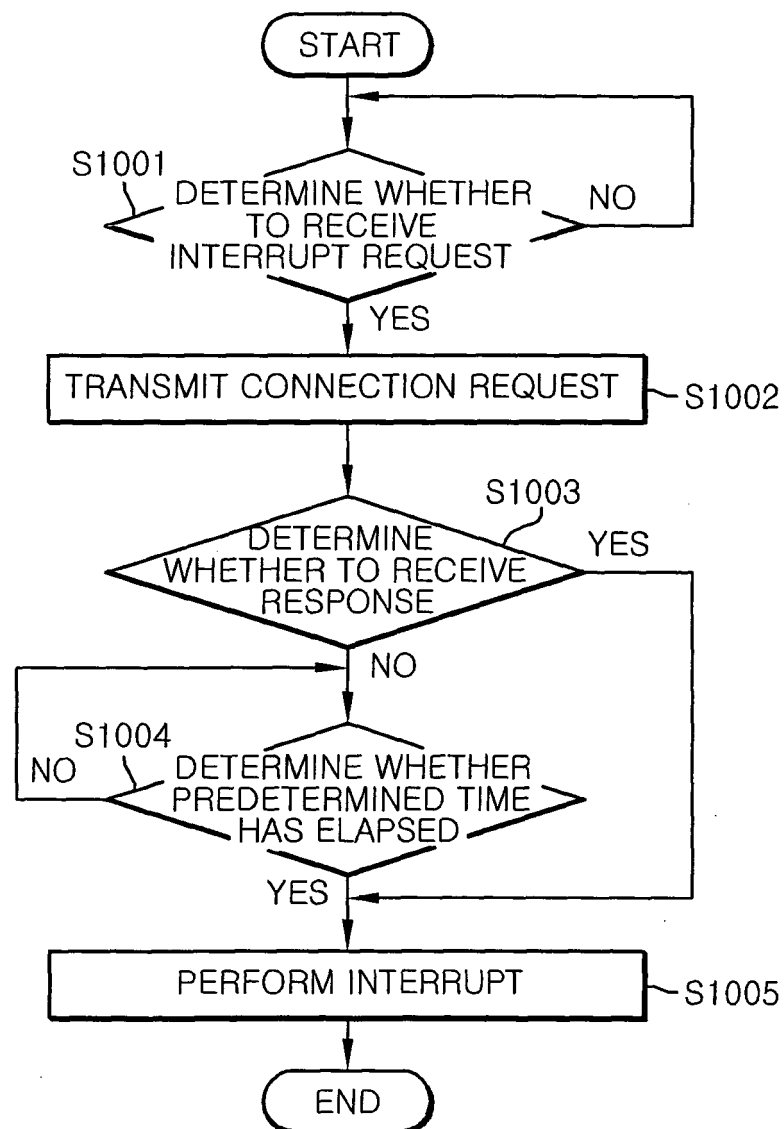 START
S1001
DETERMINE WHETHER
TO RECEIVE
INTERRUPT REQUEST
NO
YES
TRANSMIT CONNECTION REQUEST
S1002
S1003
DETERMINE
WHETHER TO RECEIVE
RESPONSE
YES
NO
S1004
NO
DETERMINE WHETHER
PREDETERMINED TIME
HAS ELAPSED
YES
PERFORM INTERRUPT
S1005
END